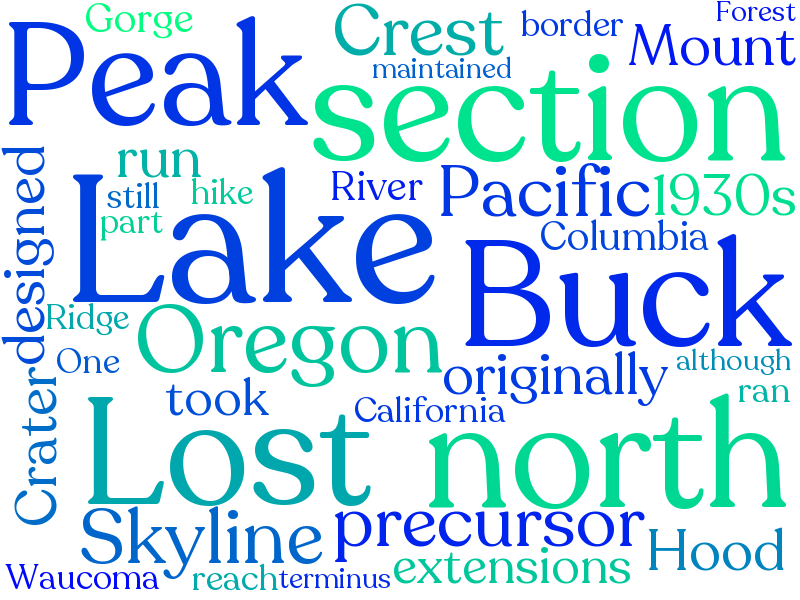 Gorge
Crest
border
Forest
Mount
maintained
Peak
section
run
still
hike
part
River
Pacific
1930s
Columbia
designed
Lake
Buck
Ridge
Oregon
One
originally
although
ran
took
California
Crater
Lost
north
Skyline
precursor
Hood
Waucoma
reach
terminus
extensions